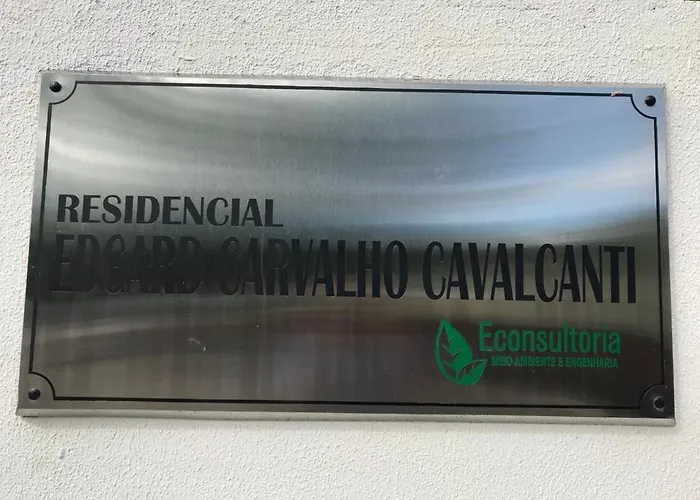 RESIDENCIAL
EDGARD CARVALHO CAVALCANTI
Econsultoria
MEIO AMBIENTE E ENGENHARIA